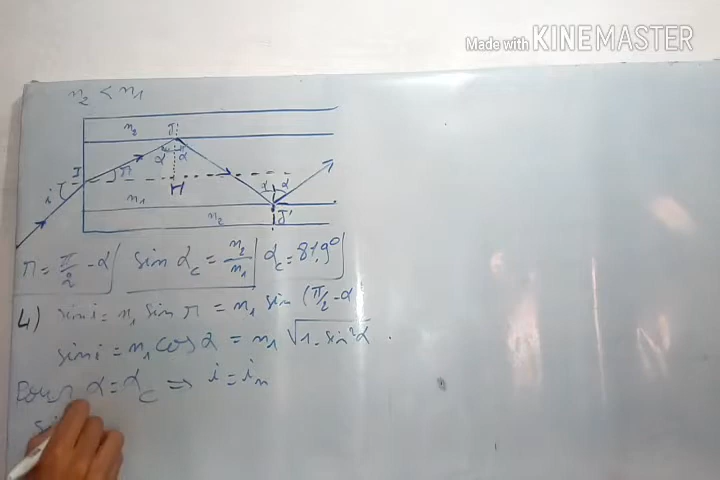 Made with KINEMASTER
n₂ < n₁
n₂ J
α α
I r
i H
α α
n₁
n₂ J'
r = π/2 - α | sin α_c = n₂/n₁ | α_c = 81,9°
4) sin i = n₁ sin r = n₁ sin (π/2 - α)
sin i = n₁ cos α = n₁ √(1 - sin²α) .
Pour α = α_c ⇒ i = i_m